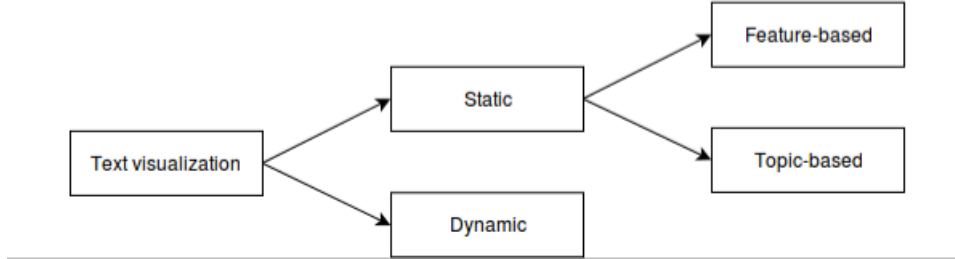 Feature-based
Static
Topic-based
Text visualization
Dynamic